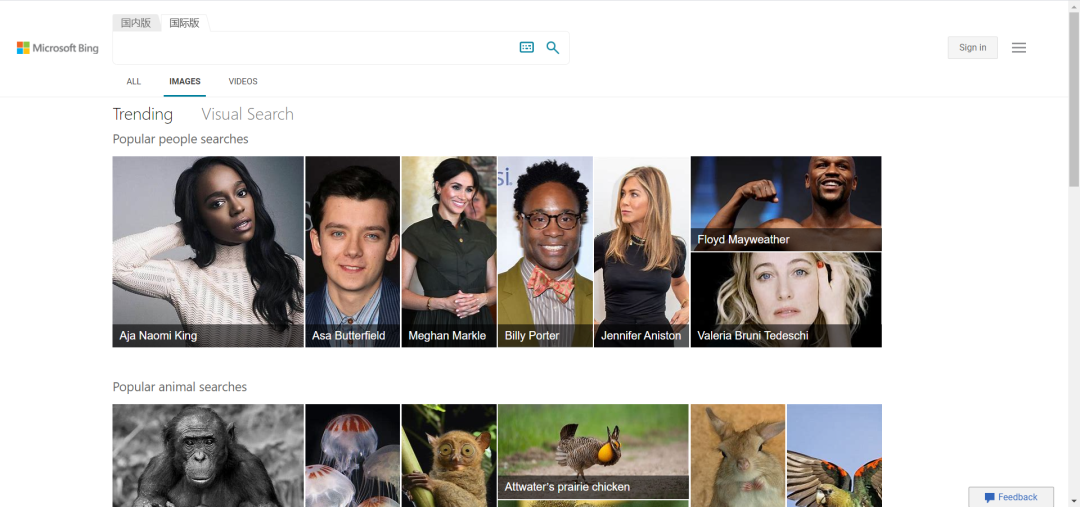 国内版 国际版
Microsoft Bing
Sign in
ALL IMAGES VIDEOS
Trending Visual Search
Popular people searches
Aja Naomi King
Asa Butterfield
Meghan Markle
Billy Porter
Jennifer Aniston
Floyd Mayweather
Valeria Bruni Tedeschi
Popular animal searches
Attwater's prairie chicken
Feedback